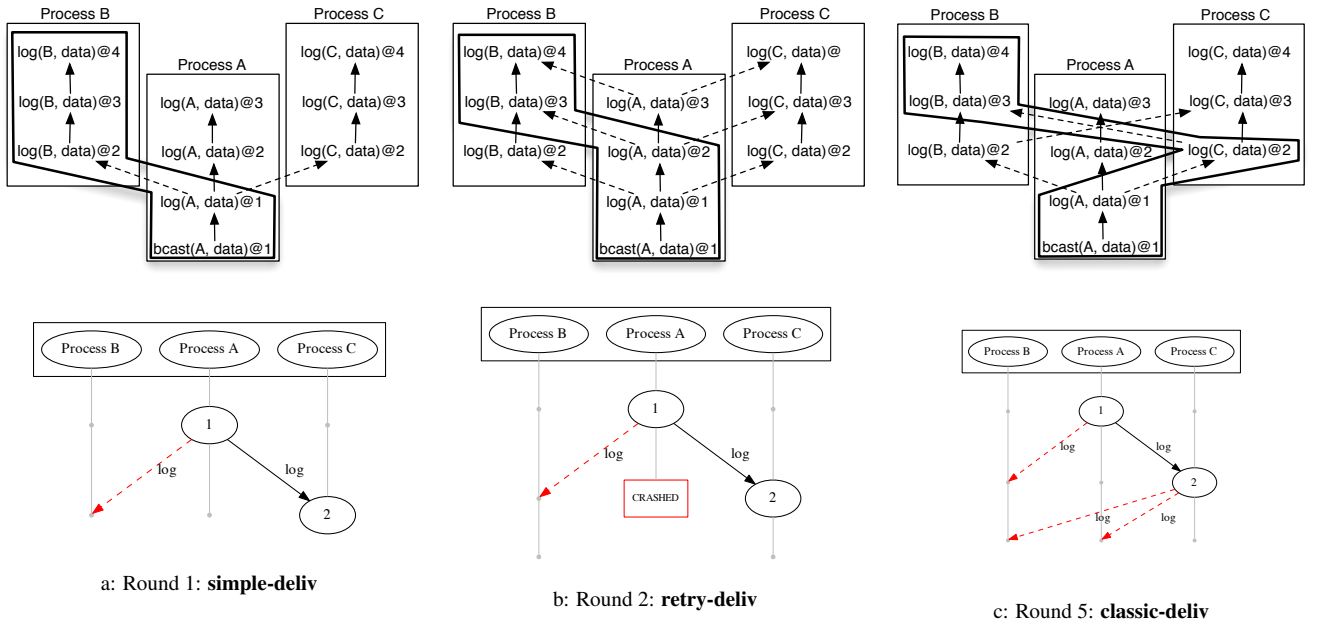 Process B
Process C
Process A
log(B, data)@4
log(B, data)@3
log(B, data)@2
log(A, data)@3
log(A, data)@2
log(A, data)@1
bcast(A, data)@1
log(C, data)@4
log(C, data)@3
log(C, data)@2
Process B
Process C
Process A
log(B, data)@4
log(B, data)@3
log(B, data)@2
log(A, data)@3
log(A, data)@2
log(A, data)@1
bcast(A, data)@1
log(C, data)@
log(C, data)@3
log(C, data)@2
Process B
Process C
Process A
log(B, data)@4
log(B, data)@3
log(B, data)@2
log(A, data)@3
log(A, data)@2
log(A, data)@1
bcast(A, data)@1
log(C, data)@4
log(C, data)@3
log(C, data)@2
Process B
Process A
Process C
1
log
log
2
a: Round 1: simple-deliv
Process B
Process A
Process C
1
log
log
CRASHED
2
b: Round 2: retry-deliv
Process B
Process A
Process C
1
log
log
2
log
log
c: Round 5: classic-deliv